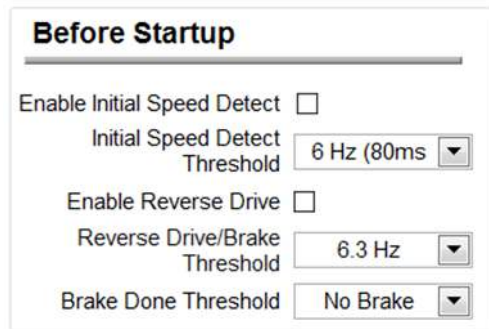 Before Startup
Enable Initial Speed Detect
Initial Speed Detect
Threshold
6 Hz (80ms
Enable Reverse Drive
Reverse Drive/Brake
Threshold
6.3 Hz
Brake Done Threshold
No Brake